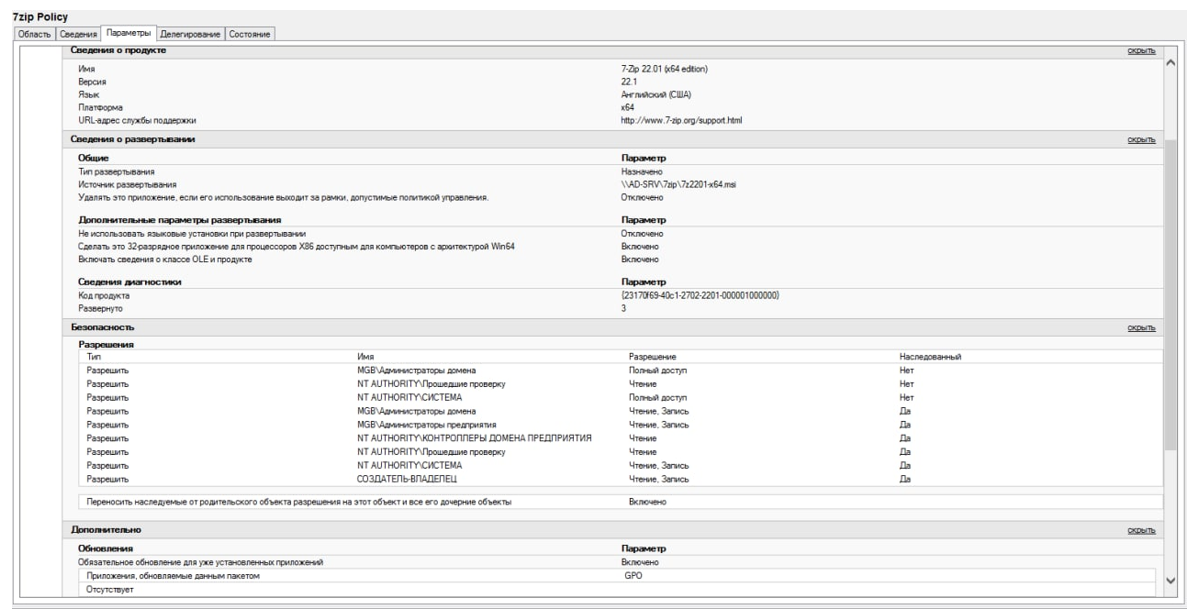 7zip Policy
Область Сведения Параметры Делегирование Состояние
Сведения о продукте скрыть
Имя 7-Zip 22.01 (x64 edition)
Версия 22.1
Язык Английский (США)
Платформа x64
URL-адрес службы поддержки http://www.7-zip.org/support.html
Сведения о развертывании скрыть
Общие Параметр
Тип развертывания Назначено
Источник развертывания \\AD-SRV\7zip\7z2201-x64.msi
Удалять это приложение, если его использование выходит за рамки, допустимые политикой управления. Отключено
Дополнительные параметры развертывания Параметр
Не использовать языковые установки при развертывании Отключено
Сделать это 32-разрядное приложение для процессоров X86 доступным для компьютеров с архитектурой Win64 Включено
Включать сведения о классе OLE и продукте Включено
Сведения диагностики Параметр
Код продукта {23170f69-40c1-2702-2201-000001000000}
Развернуто 3
Безопасность скрыть
Разрешения
Тип Имя Разрешение Наследованный
Разрешить MGB\Администраторы домена Полный доступ Нет
Разрешить NT AUTHORITY\Прошедшие проверку Чтение Нет
Разрешить NT AUTHORITY\СИСТЕМА Полный доступ Нет
Разрешить MGB\Администраторы домена Чтение, Запись Да
Разрешить MGB\Администраторы предприятия Чтение, Запись Да
Разрешить NT AUTHORITY\КОНТРОЛЛЕРЫ ДОМЕНА ПРЕДПРИЯТИЯ Чтение Да
Разрешить NT AUTHORITY\Прошедшие проверку Чтение Да
Разрешить NT AUTHORITY\СИСТЕМА Чтение, Запись Да
Разрешить СОЗДАТЕЛЬ-ВЛАДЕЛЕЦ Чтение, Запись Да
Переносить наследуемые от родительского объекта разрешения на этот объект и все его дочерние объекты Включено
Дополнительно скрыть
Обновления Параметр
Обязательное обновление для уже установленных приложений Включено
Приложения, обновляемые данным пакетом GPO
Отсутствует